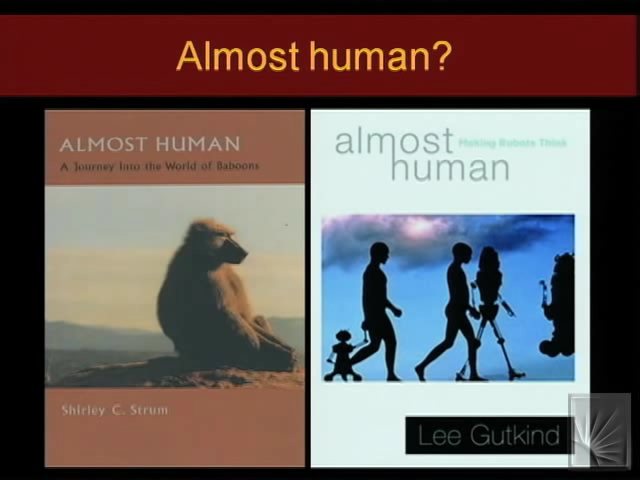 Almost human?
ALMOST HUMAN
A Journey Into the World of Baboons
Shirley C. Strum
almost
human
Making Robots Think
Lee Gutkind